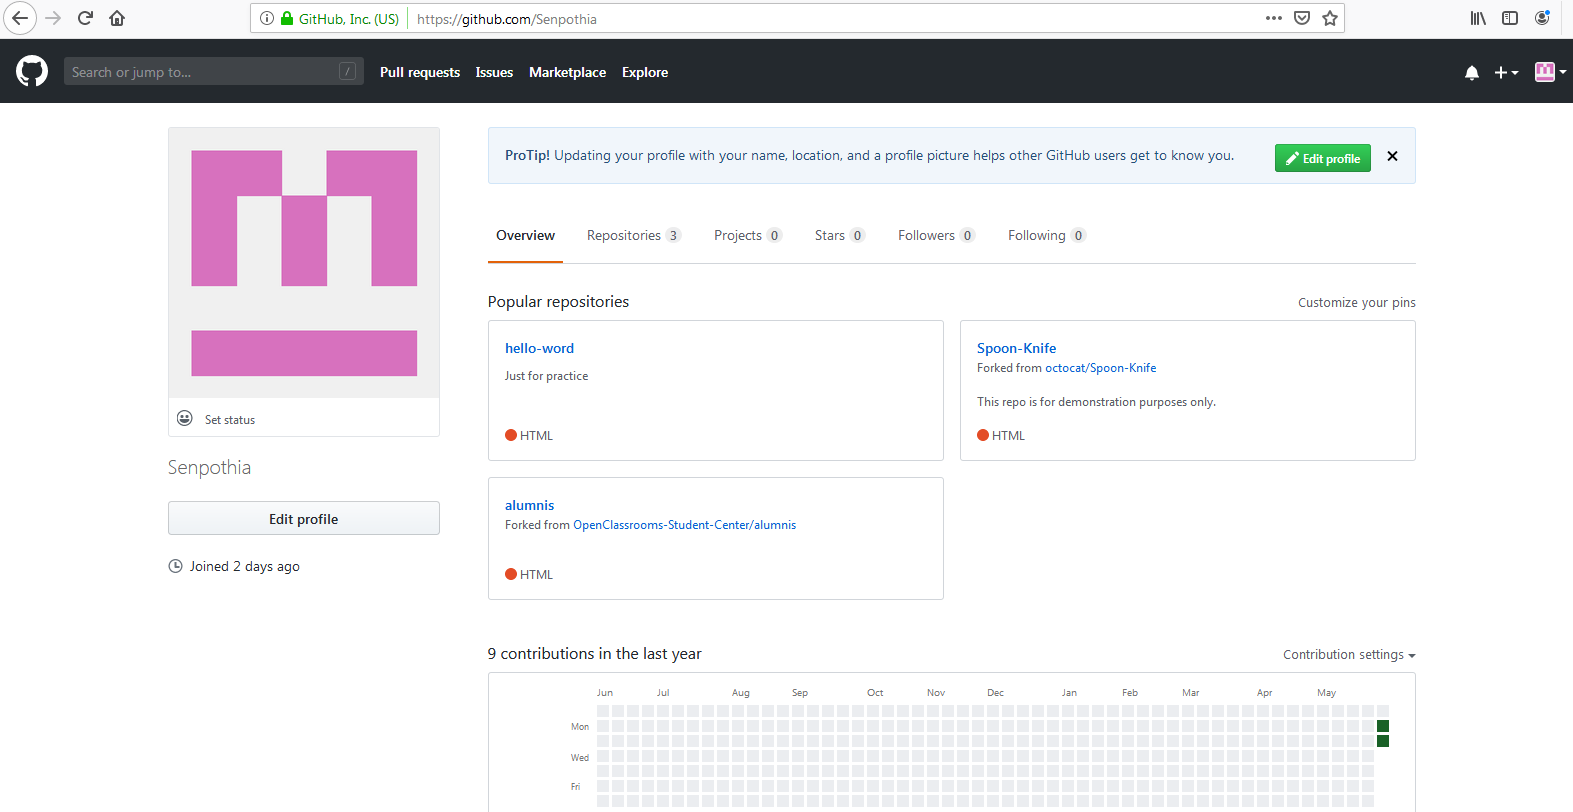 GitHub, Inc. (US) https://github.com/Senpothia
Search or jump to... /
Pull requests Issues Marketplace Explore
ProTip! Updating your profile with your name, location, and a profile picture helps other GitHub users get to know you.
Edit profile
Overview Repositories 3 Projects 0 Stars 0 Followers 0 Following 0
Popular repositories
Customize your pins
hello-word
Just for practice
HTML
Spoon-Knife
Forked from octocat/Spoon-Knife
This repo is for demonstration purposes only.
HTML
Set status
Senpothia
Edit profile
Joined 2 days ago
alumnis
Forked from OpenClassrooms-Student-Center/alumnis
HTML
9 contributions in the last year
Contribution settings
Jun Jul Aug Sep Oct Nov Dec Jan Feb Mar Apr May
Mon
Wed
Fri